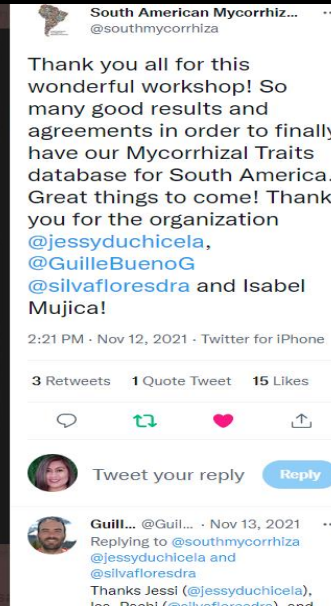 South American Mycorrhiz...
@southmycorrhiza
Thank you all for this
wonderful workshop! So
many good results and
agreements in order to finally
have our Mycorrhizal Traits
database for South America.
Great things to come! Thank
you for the organization
@jessyduchicela,
@GuilleBuenoG
@silvafloresdra and Isabel
Mujica!
2:21 PM · Nov 12, 2021 · Twitter for iPhone
3 Retweets 1 Quote Tweet 15 Likes
Tweet your reply Reply
Guill... @Guil... · Nov 13, 2021
Replying to @southmycorrhiza
@jessyduchicela and
@silvafloresdra
Thanks Jessi (@jessyduchicela),